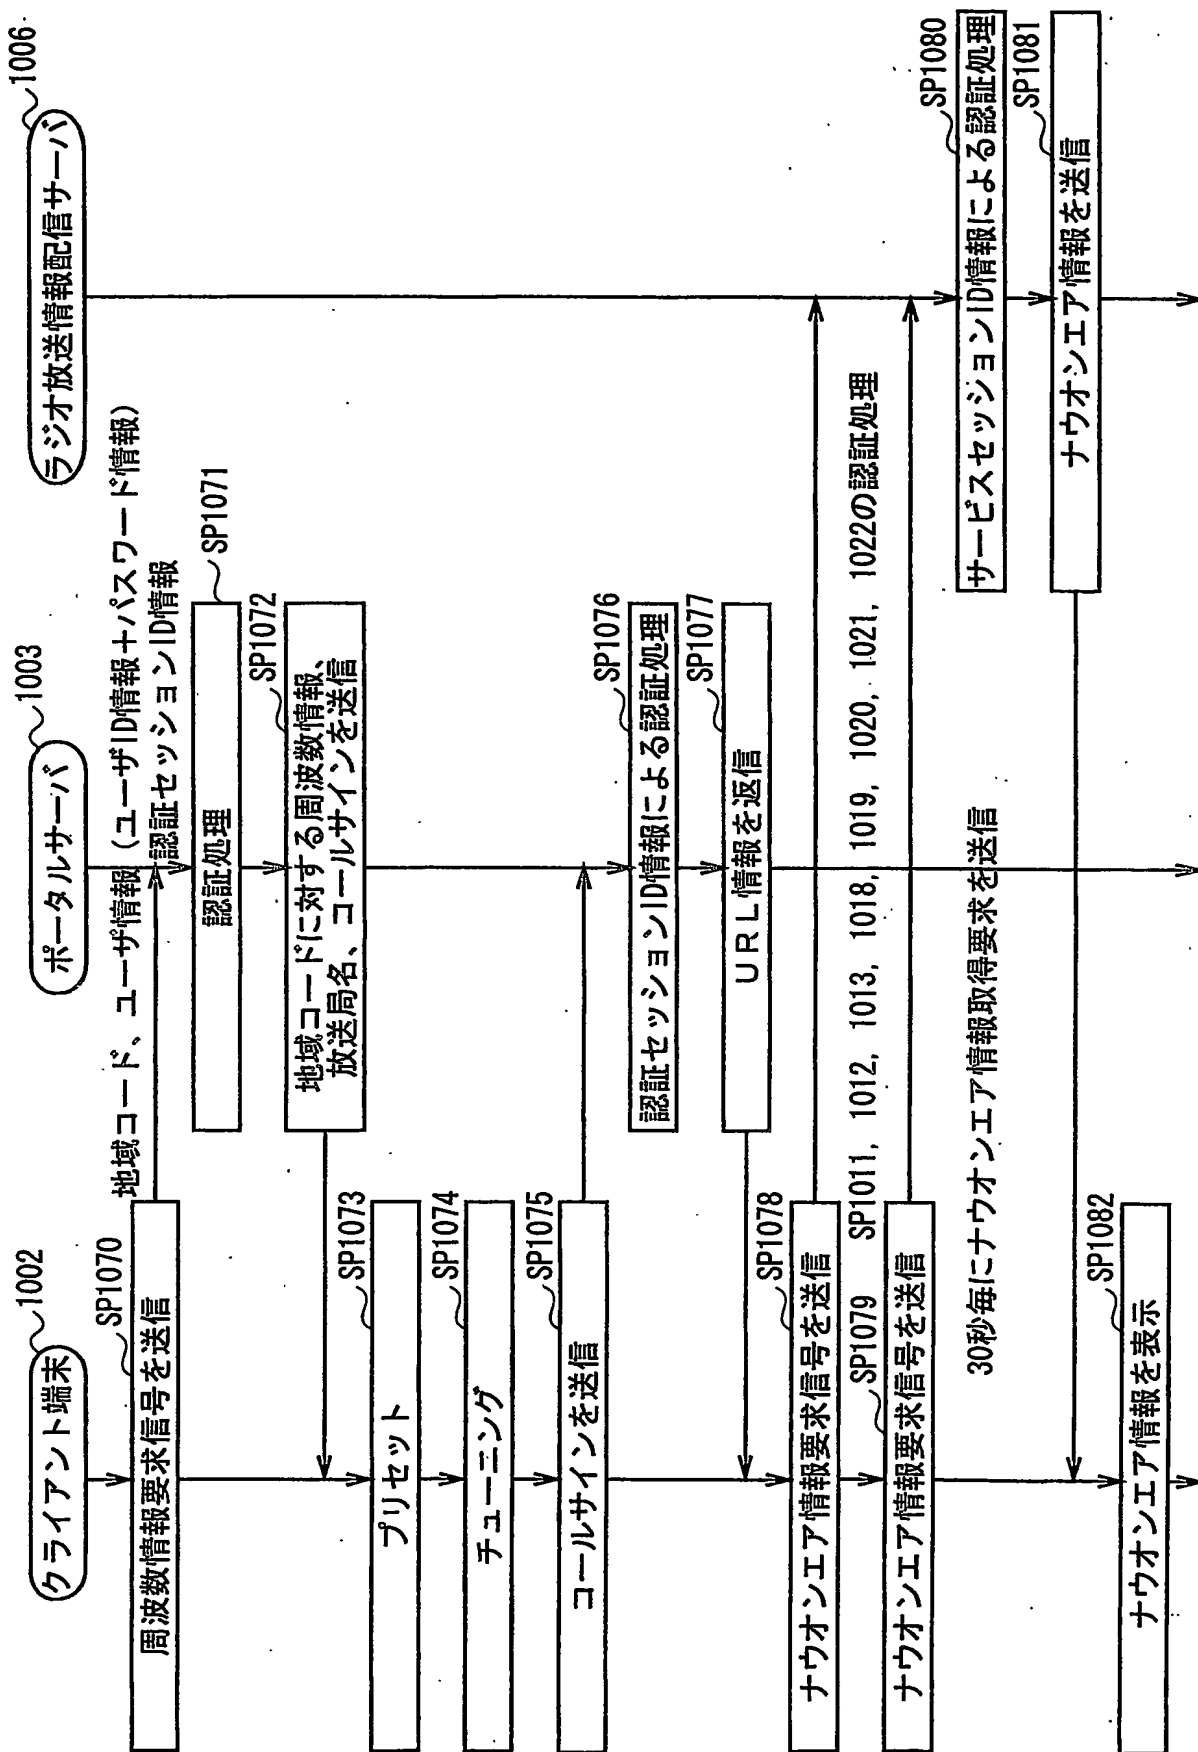 クライアント端末
1002
ポータルサーバ
1003
ラジオ放送情報配信サーバ
1006
SP1070
周波数情報要求信号を送信
地域コード、ユーザ情報（ユーザID情報＋パスワード情報）
認証セッションID情報
SP1071
認証処理
SP1072
地域コードに対する周波数情報、
放送局名、コールサインを送信
SP1073
プリセット
SP1074
チューニング
SP1075
コールサインを送信
SP1076
認証セッションID情報による認証処理
SP1077
ＵＲＬ情報を返信
SP1078
ナウオンエア情報要求信号を送信
SP1079
SP1011, 1012, 1013, 1018, 1019, 1020, 1021, 1022の認証処理
ナウオンエア情報要求信号を送信
30秒毎にナウオンエア情報取得要求を送信
SP1080
サービスセッションID情報による認証処理
SP1081
ナウオンエア情報を送信
SP1082
ナウオンエア情報を表示